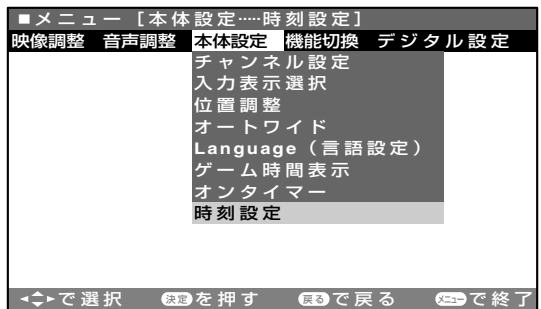 ■メニュー［本体設定……時刻設定］
映像調整 音声調整 本体設定 機能切換 デジタル設定
チャンネル設定
入力表示選択
位置調整
オートワイド
Language（言語設定）
ゲーム時間表示
オンタイマー
時刻設定
で選択 決定を押す 戻るで戻る メニューで終了